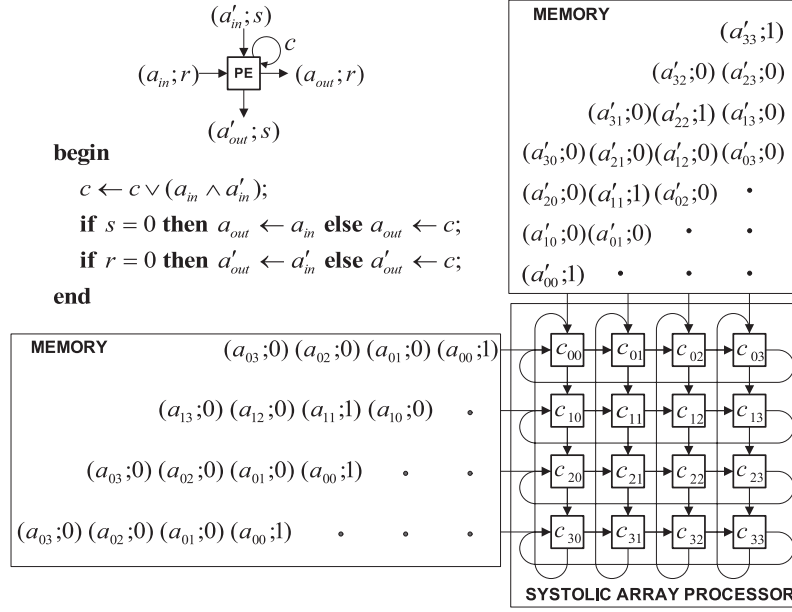 (a′in;s)
c
(ain;r) PE (aout;r)
(a′out;s)
begin
c ← c ∨ (ain ∧ a′in);
if s = 0 then aout ← ain else aout ← c;
if r = 0 then a′out ← a′in else a′out ← c;
end
MEMORY
(a′33;1)
(a′32;0) (a′23;0)
(a′31;0) (a′22;1) (a′13;0)
(a′30;0) (a′21;0) (a′12;0) (a′03;0)
(a′20;0) (a′11;1) (a′02;0) •
(a′10;0) (a′01;0) • •
(a′00;1) • • •
MEMORY
(a03;0) (a02;0) (a01;0) (a00;1)
(a13;0) (a12;0) (a11;1) (a10;0) •
(a03;0) (a02;0) (a01;0) (a00;1) • •
(a03;0) (a02;0) (a01;0) (a00;1) • • •
c00 c01 c02 c03
c10 c11 c12 c13
c20 c21 c22 c23
c30 c31 c32 c33
SYSTOLIC ARRAY PROCESSOR